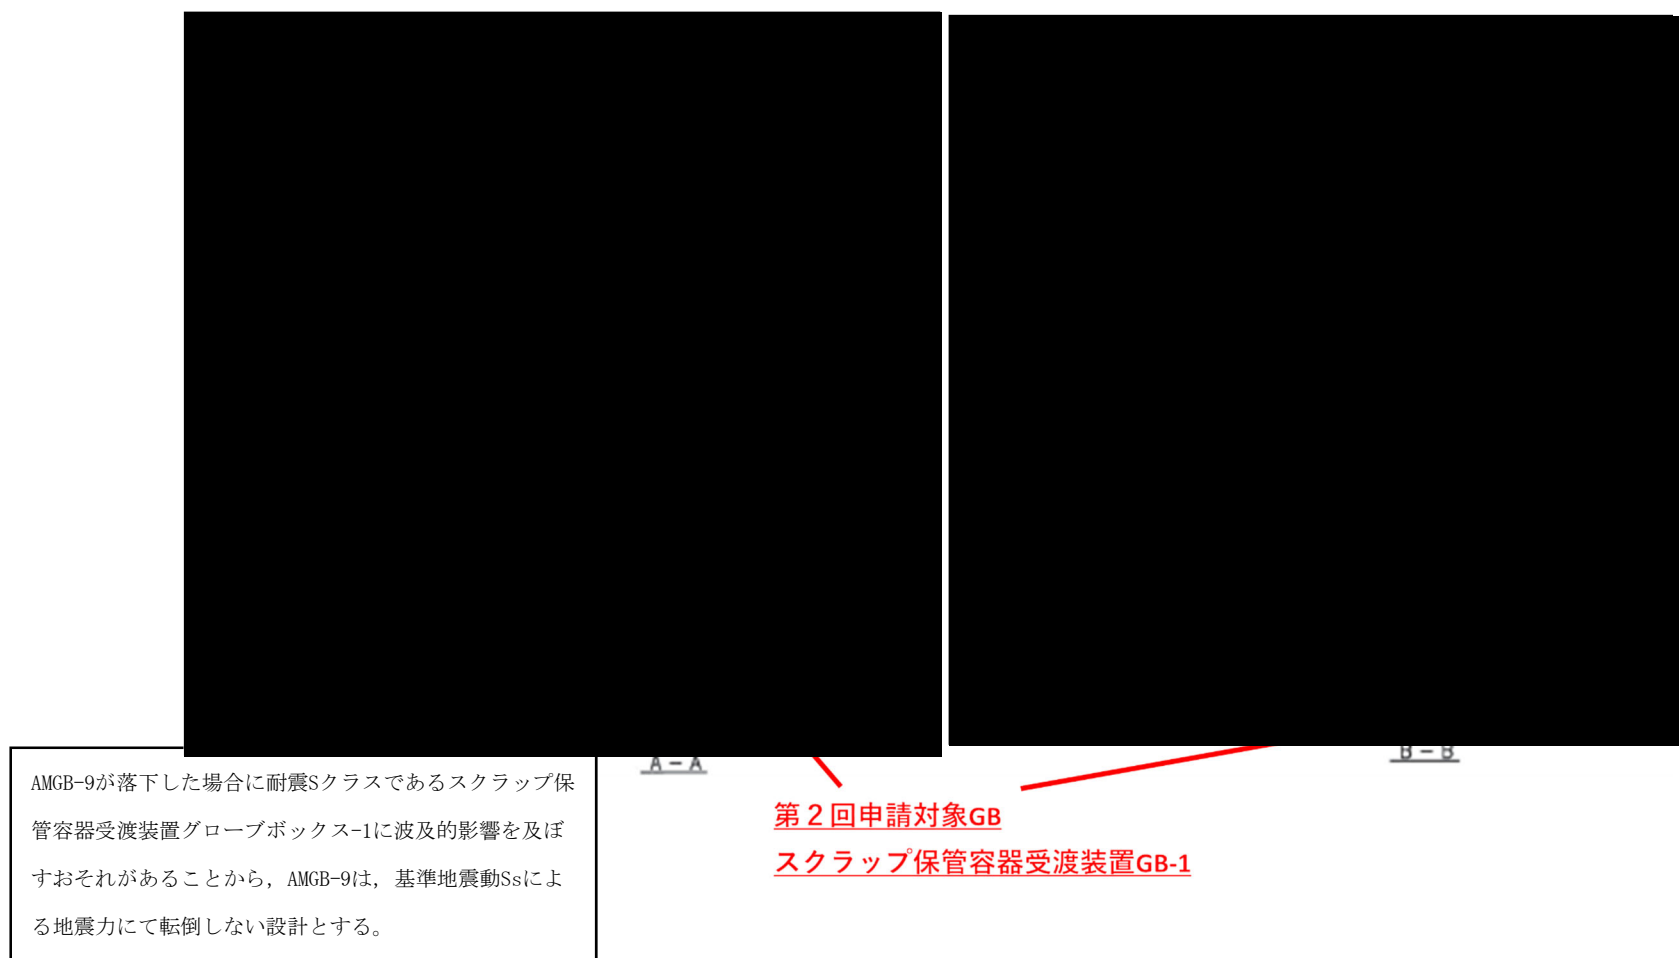 A－A
B－B
AMGB-9が落下した場合に耐震Sクラスであるスクラップ保
管容器受渡装置グローブボックス-1に波及的影響を及ぼ
すおそれがあることから, AMGB-9は, 基準地震動Ssによ
る地震力にて転倒しない設計とする。
第２回申請対象GB
スクラップ保管容器受渡装置GB-1